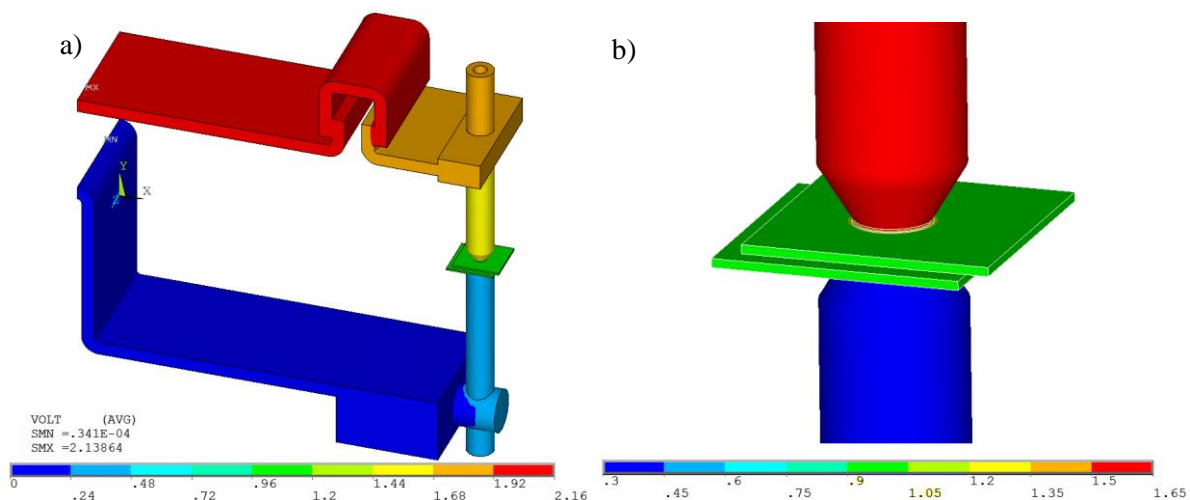 a)
b)
MX
MN
Y
X
Z
VOLT (AVG)
SMN =.341E-04
SMX =2.13864
0 .24 .48 .72 .96 1.2 1.44 1.68 1.92 2.16
.3 .45 .6 .75 .9 1.05 1.2 1.35 1.5 1.65